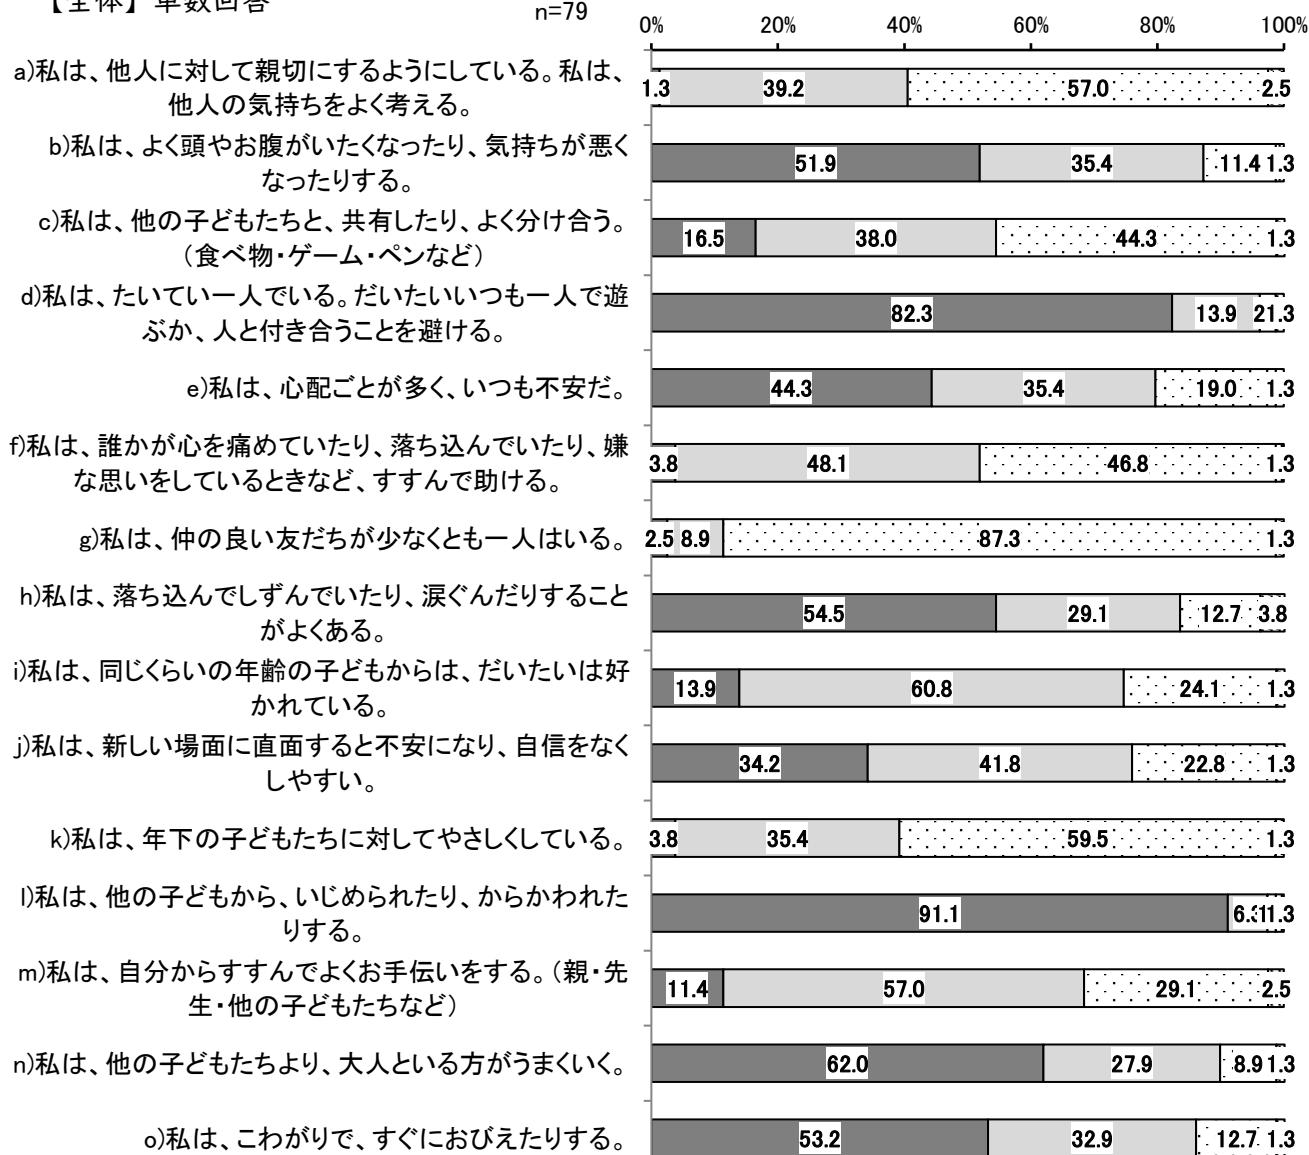 【全体】単数回答
n=79
0% 20% 40% 60% 80% 100%
a)私は、他人に対して親切にするようにしている。私は、
他人の気持ちをよく考える。
1.3 39.2 57.0 2.5
b)私は、よく頭やお腹がいたくなったり、気持ちが悪く
なったりする。
51.9 35.4 11.4 1.3
c)私は、他の子どもたちと、共有したり、よく分け合う。
（食べ物・ゲーム・ペンなど）
16.5 38.0 44.3 1.3
d)私は、たいてい一人でいる。だいたいいつも一人で遊
ぶか、人と付き合うことを避ける。
82.3 13.9 21.3
e)私は、心配ごとが多く、いつも不安だ。
44.3 35.4 19.0 1.3
f)私は、誰かが心を痛めていたり、落ち込んでいたり、嫌
な思いをしているときなど、すすんで助ける。
3.8 48.1 46.8 1.3
g)私は、仲の良い友だちが少なくとも一人はいる。
2.5 8.9 87.3 1.3
h)私は、落ち込んでしずんでいたり、涙ぐんだりすること
がよくある。
54.5 29.1 12.7 3.8
i)私は、同じくらいの年齢の子どもからは、だいたいは好
かれている。
13.9 60.8 24.1 1.3
j)私は、新しい場面に直面すると不安になり、自信をなく
しやすい。
34.2 41.8 22.8 1.3
k)私は、年下の子どもたちに対してやさしくしている。
3.8 35.4 59.5 1.3
l)私は、他の子どもから、いじめられたり、からかわれた
りする。
91.1 1.3
m)私は、自分からすすんでよくお手伝いをする。（親・先
生・他の子どもたちなど）
11.4 57.0 29.1 2.5
n)私は、他の子どもたちより、大人といる方がうまくいく。
62.0 27.9 8.9 1.3
o)私は、こわがりで、すぐにおびえたりする。
53.2 32.9 12.7 1.3